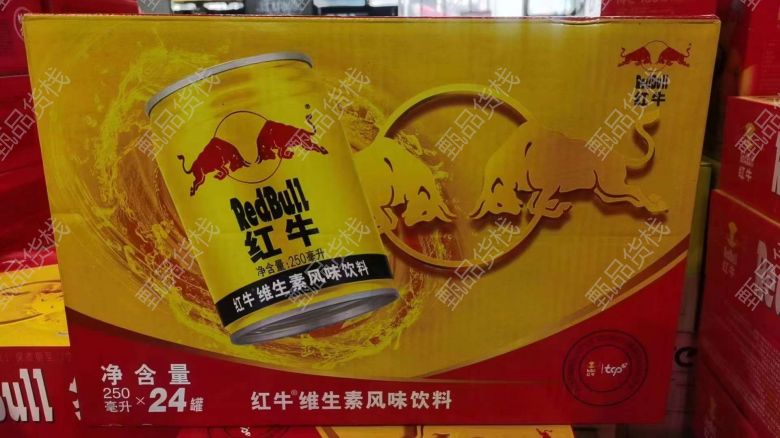 RedBull
红牛
RedBull
红牛
净含量:250毫升
红牛®维生素风味饮料
净含量
250毫升×24罐
红牛®维生素风味饮料
tcp
Bull
甄品货栈